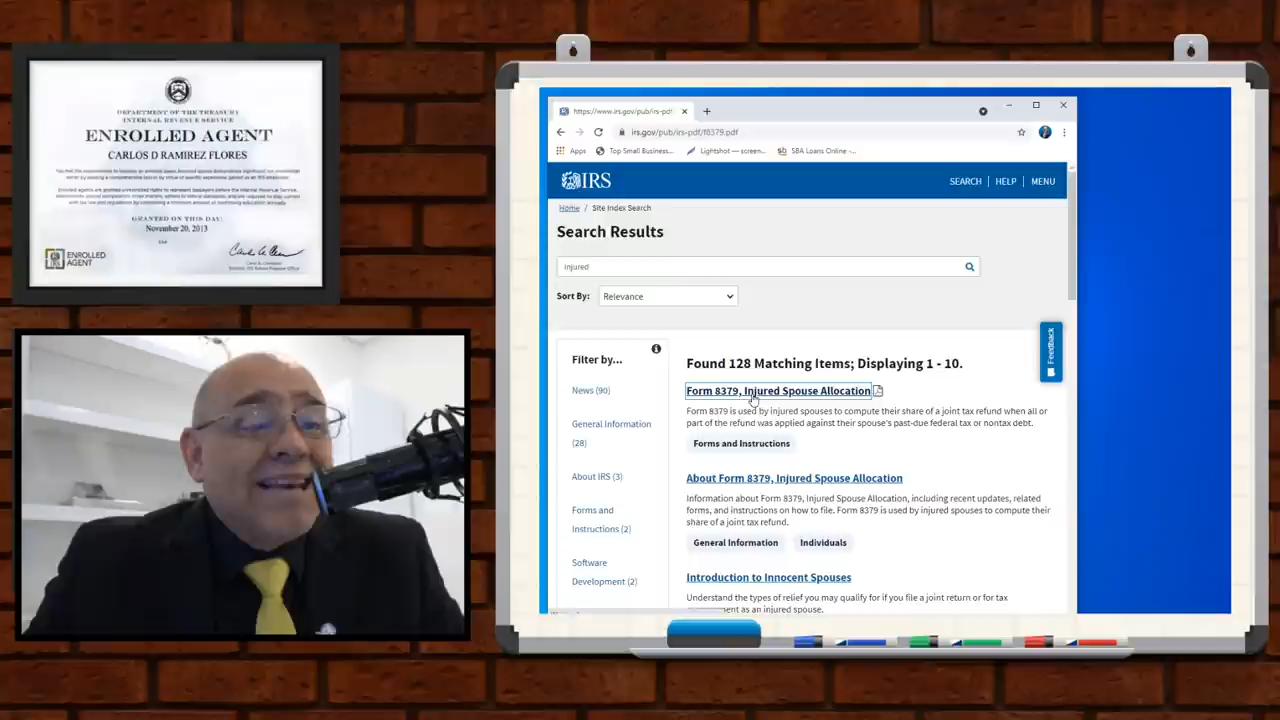 DEPARTMENT OF THE TREASURY
INTERNAL REVENUE SERVICE
ENROLLED AGENT
CARLOS D RAMIREZ FLORES
GRANTED ON THIS DAY:
November 20, 2013
ENROLLED
AGENT
https://www.irs.gov/pub/irs-pdf
irs.gov/pub/irs-pdf/f8379.pdf
Apps Top Small Business... Lightshot — screen... SBA Loans Online -...
IRS
SEARCH HELP MENU
Home / Site Index Search
Search Results
injured
Sort By: Relevance
Feedback
Filter by...
News (90)
General Information
(28)
About IRS (3)
Forms and
Instructions (2)
Software
Development (2)
Found 128 Matching Items; Displaying 1 - 10.
Form 8379, Injured Spouse Allocation
Form 8379 is used by injured spouses to compute their share of a joint tax refund when all or
part of the refund was applied against their spouse's past-due federal tax or nontax debt.
Forms and Instructions
About Form 8379, Injured Spouse Allocation
Information about Form 8379, Injured Spouse Allocation, including recent updates, related
forms, and instructions on how to file. Form 8379 is used by injured spouses to compute their
share of a joint tax refund.
General Information Individuals
Introduction to Innocent Spouses
Understand the types of relief you may qualify for if you file a joint return or for tax
as an injured spouse.